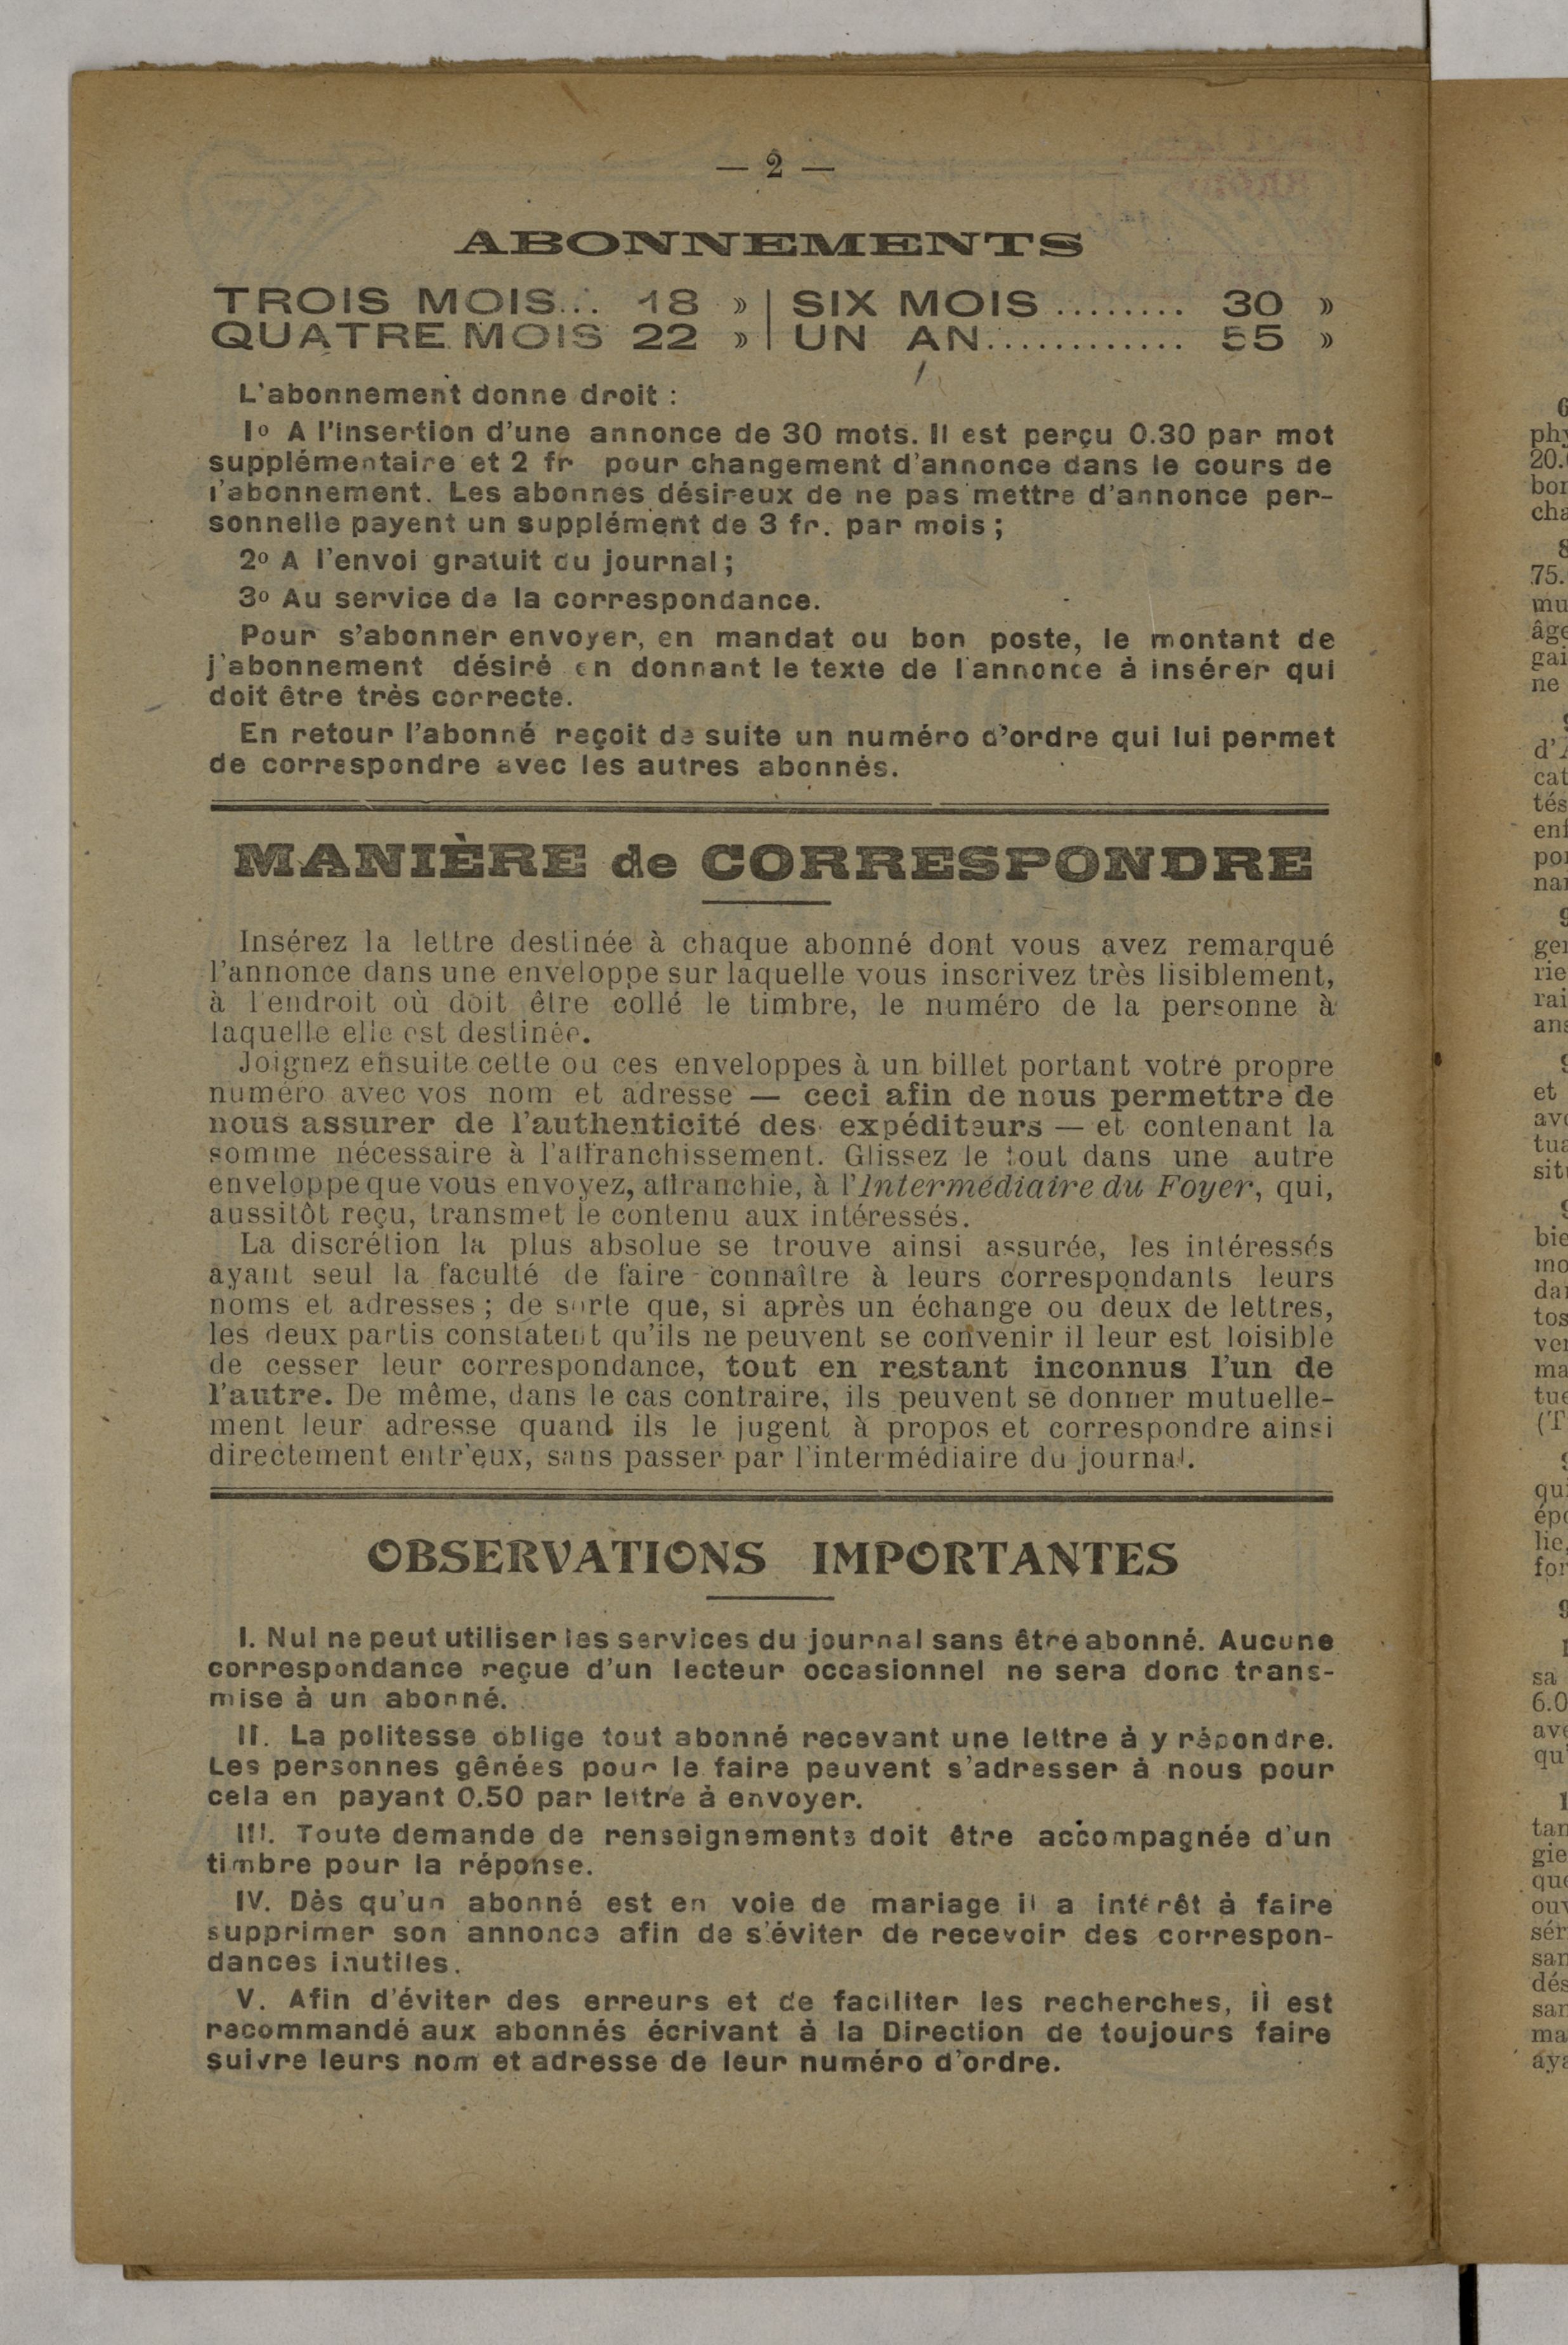 — 2 —
ABONNEMENTS
TROIS MOIS... 18 » | SIX MOIS ........ 30 »
QUATRE MOIS 22 » | UN AN............ 55 »
L'abonnement donne droit :
1º A l'insertion d'une annonce de 30 mots. Il est perçu 0.30 par mot
supplémentaire et 2 fr pour changement d'annonce dans le cours de
l'abonnement. Les abonnés désireux de ne pas mettre d'annonce per-
sonnelle payent un supplément de 3 fr. par mois ;
2º A l'envoi gratuit du journal ;
3º Au service de la correspondance.
Pour s'abonner envoyer, en mandat ou bon poste, le montant de
j'abonnement désiré en donnant le texte de l'annonce à insérer qui
doit être très correcte.
En retour l'abonné reçoit de suite un numéro d'ordre qui lui permet
de correspondre avec les autres abonnés.
MANIÈRE de CORRESPONDRE
Insérez la lettre destinée à chaque abonné dont vous avez remarqué
l'annonce dans une enveloppe sur laquelle vous inscrivez très lisiblement,
à l'endroit où doit être collé le timbre, le numéro de la personne à
laquelle elle est destinée.
Joignez ensuite cette ou ces enveloppes à un billet portant votre propre
numéro avec vos nom et adresse — ceci afin de nous permettre de
nous assurer de l'authenticité des expéditeurs — et contenant la
somme nécessaire à l'affranchissement. Glissez le tout dans une autre
enveloppe que vous envoyez, affranchie, à l'Intermédiaire du Foyer, qui,
aussitôt reçu, transmet le contenu aux intéressés.
La discrétion la plus absolue se trouve ainsi assurée, les intéressés
ayant seul la faculté de faire connaître à leurs correspondants leurs
noms et adresses ; de sorte que, si après un échange ou deux de lettres,
les deux partis constatent qu'ils ne peuvent se convenir il leur est loisible
de cesser leur correspondance, tout en restant inconnus l'un de
l'autre. De même, dans le cas contraire, ils peuvent se donner mutuelle-
ment leur adresse quand ils le jugent à propos et correspondre ainsi
directement entr'eux, sans passer par l'intermédiaire du journal.
OBSERVATIONS IMPORTANTES
I. Nul ne peut utiliser les services du journal sans être abonné. Aucune
correspondance reçue d'un lecteur occasionnel ne sera donc trans-
mise à un abonné.
II. La politesse oblige tout abonné recevant une lettre à y répondre.
Les personnes gênées pour le faire peuvent s'adresser à nous pour
cela en payant 0.50 par lettre à envoyer.
III. Toute demande de renseignements doit être accompagnée d'un
timbre pour la réponse.
IV. Dès qu'un abonné est en voie de mariage il a intérêt à faire
supprimer son annonce afin de s'éviter de recevoir des correspon-
dances inutiles.
V. Afin d'éviter des erreurs et de faciliter les recherches, il est
recommandé aux abonnés écrivant à la Direction de toujours faire
suivre leurs nom et adresse de leur numéro d'ordre.